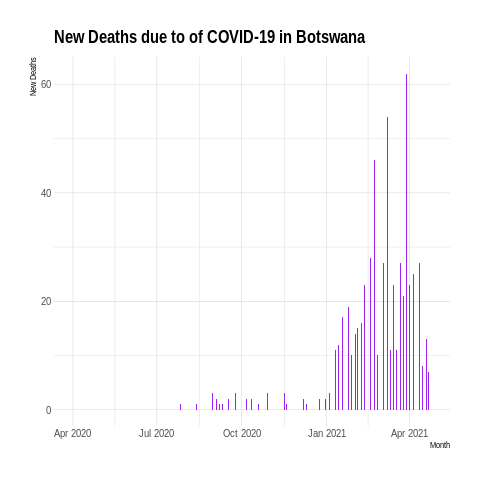 New Deaths due to of COVID-19 in Botswana
New Deaths
60
40
20
0
Apr 2020 Jul 2020 Oct 2020 Jan 2021 Apr 2021
Month